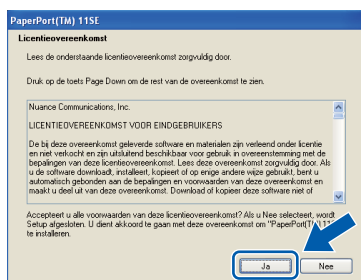 PaperPort(TM) 11SE
Licentieovereenkomst
Lees de onderstaande licentieovereenkomst zorgvuldig door.
Druk op de toets Page Down om de rest van de overeenkomst te zien.
Nuance Communications, Inc.
LICENTIEOVEREENKOMST VOOR EINDGEBRUIKERS
De bij deze overeenkomst geleverde software en materialen zijn verleend onder licentie
en niet verkocht en zijn uitsluitend beschikbaar voor gebruik in overeenstemming met de
bepalingen van deze licentieovereenkomst. Lees deze overeenkomst zorgvuldig door. Als
u de software downloadt, installeert, kopieert of op enige andere wijze gebruikt, bent u
automatisch gebonden aan de bepalingen en voorwaarden van deze overeenkomst en
maakt u deel uit van deze overeenkomst. Download of kopieer deze software niet of
Accepteert u alle voorwaarden van deze licentieovereenkomst? Als u Nee selecteert, wordt
Setup afgesloten. U dient akkoord te gaan met deze overeenkomst om "PaperPort(TM) 11
te installeren.
Ja
Nee